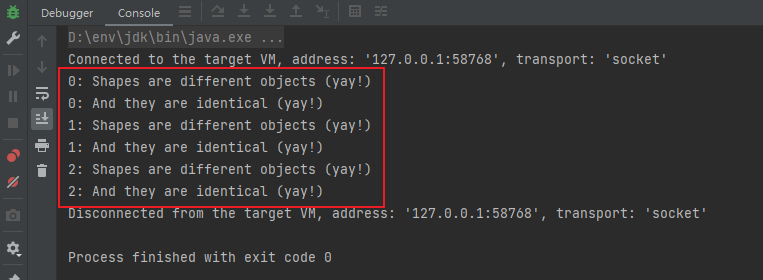 Debugger Console
D:\env\jdk\bin\java.exe ...
Connected to the target VM, address: '127.0.0.1:58768', transport: 'socket'
0: Shapes are different objects (yay!)
0: And they are identical (yay!)
1: Shapes are different objects (yay!)
1: And they are identical (yay!)
2: Shapes are different objects (yay!)
2: And they are identical (yay!)
Disconnected from the target VM, address: '127.0.0.1:58768', transport: 'socket'
Process finished with exit code 0